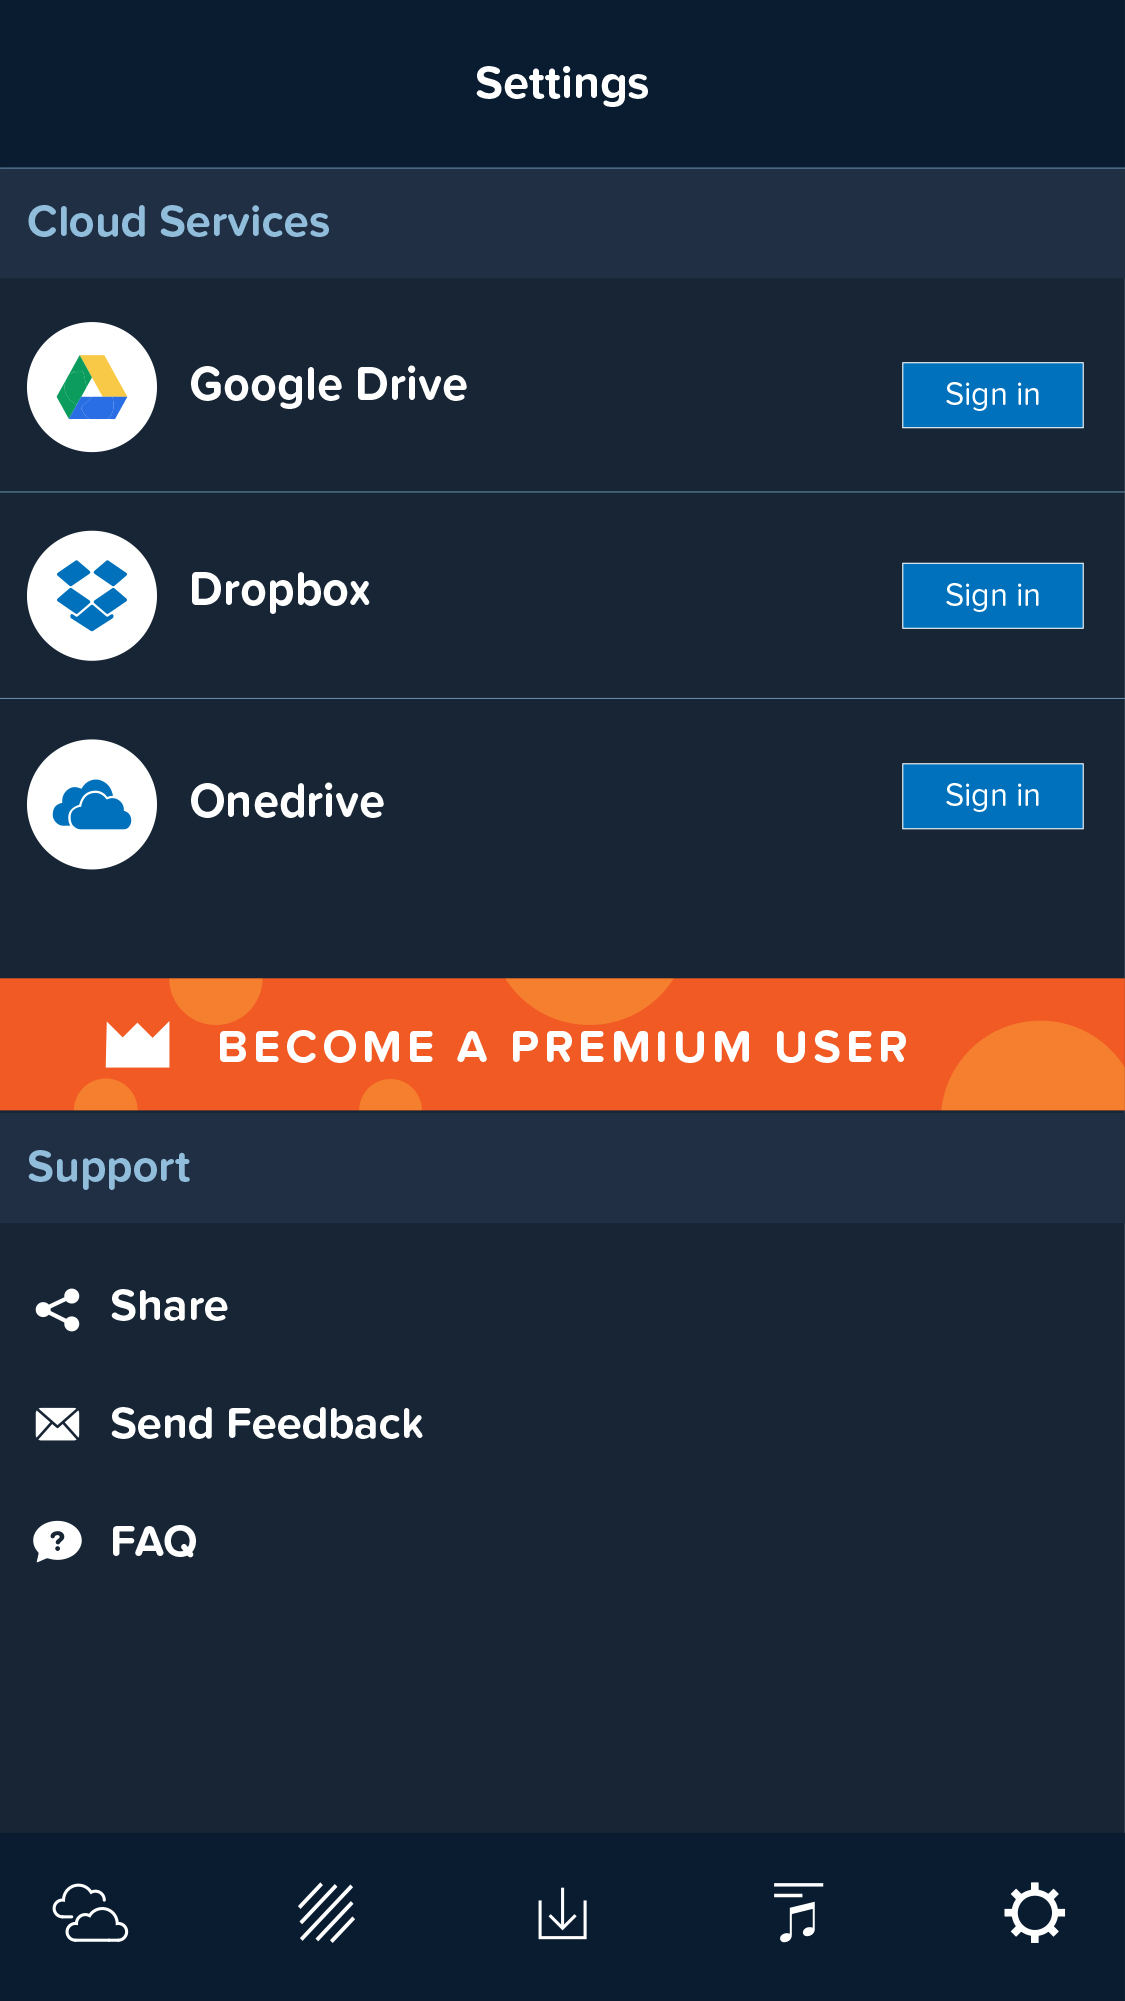 Settings
Cloud Services
Google Drive
Sign in
Dropbox
Sign in
Onedrive
Sign in
BECOME A PREMIUM USER
Support
Share
Send Feedback
?
FAQ